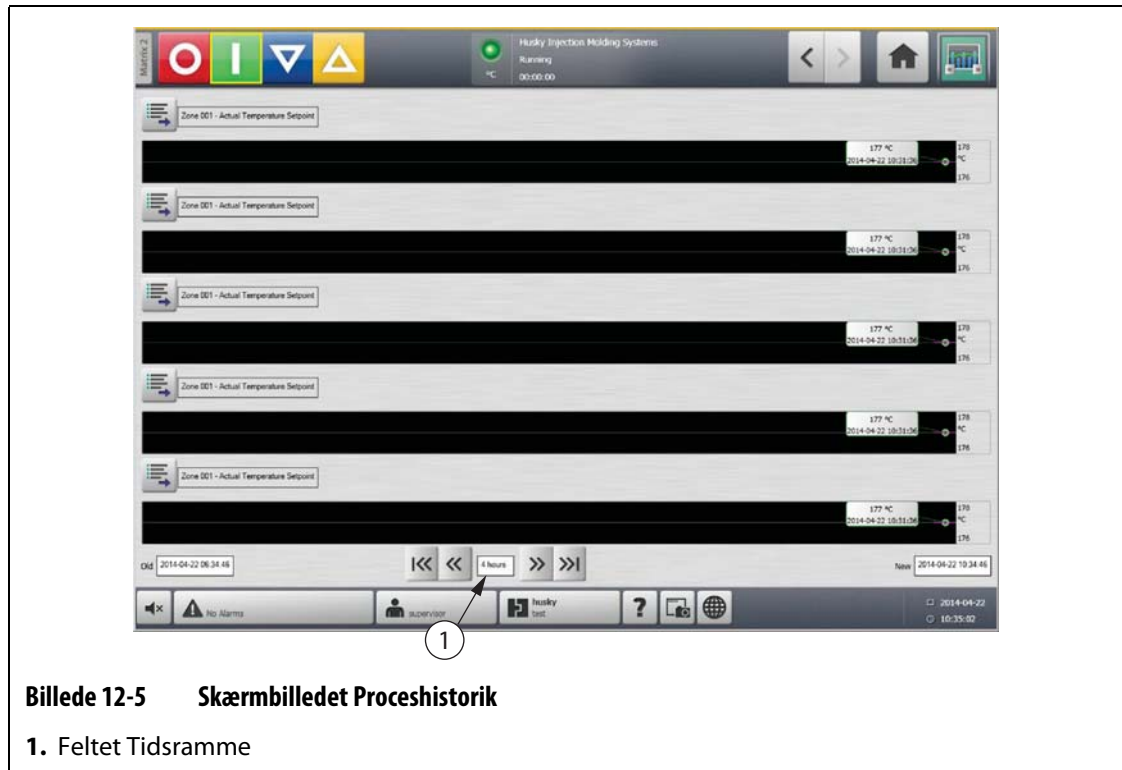 Matrix 2
Husky Injection Molding Systems
Running
°C
00:00:00
Zone 001 - Actual Temperature Setpoint
177 °C
2014-04-22 10:31:36
178
°C
176
Zone 001 - Actual Temperature Setpoint
177 °C
2014-04-22 10:31:36
178
°C
176
Zone 001 - Actual Temperature Setpoint
177 °C
2014-04-22 10:31:36
178
°C
176
Zone 001 - Actual Temperature Setpoint
177 °C
2014-04-22 10:31:36
178
°C
176
Zone 001 - Actual Temperature Setpoint
177 °C
2014-04-22 10:31:36
178
°C
176
Old 2014-04-22 06:34:46
4 hours
New 2014-04-22 10:34:46
No Alarms
supervisor
husky
test
?
2014-04-22
10:35:02
1
Billede 12-5 Skærmbilledet Proceshistorik
1. Feltet Tidsramme